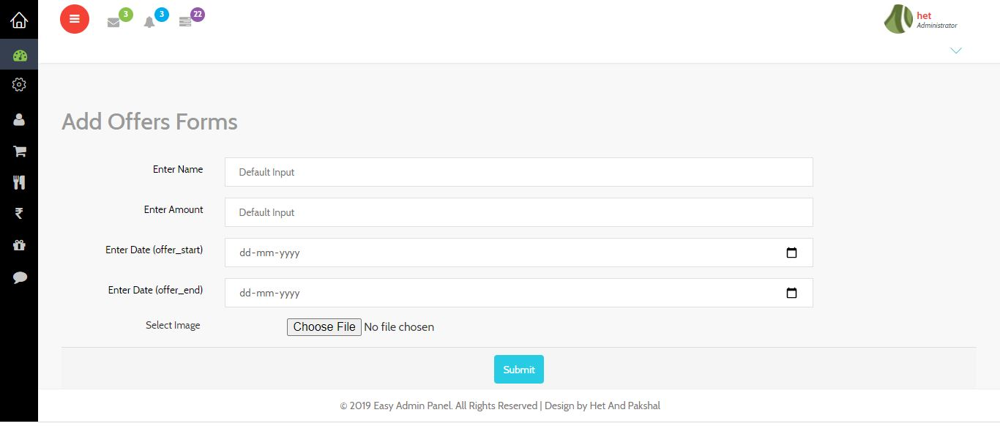 3 3 22
het
Administrator
Add Offers Forms
Enter Name Default Input
Enter Amount Default Input
Enter Date (offer_start) dd-mm-yyyy
Enter Date (offer_end) dd-mm-yyyy
Select Image Choose File No file chosen
Submit
© 2019 Easy Admin Panel. All Rights Reserved | Design by Het And Pakshal